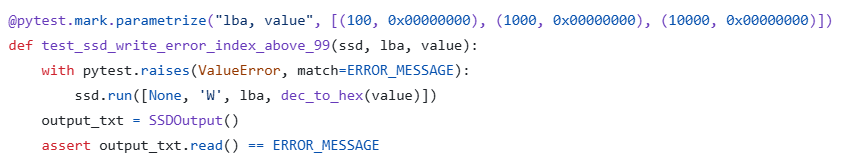 @pytest.mark.parametrize("lba, value", [(100, 0x00000000), (1000, 0x00000000), (10000, 0x00000000)])
def test_ssd_write_error_index_above_99(ssd, lba, value):
    with pytest.raises(ValueError, match=ERROR_MESSAGE):
        ssd.run([None, 'W', lba, dec_to_hex(value)])
    output_txt = SSDOutput()
    assert output_txt.read() == ERROR_MESSAGE